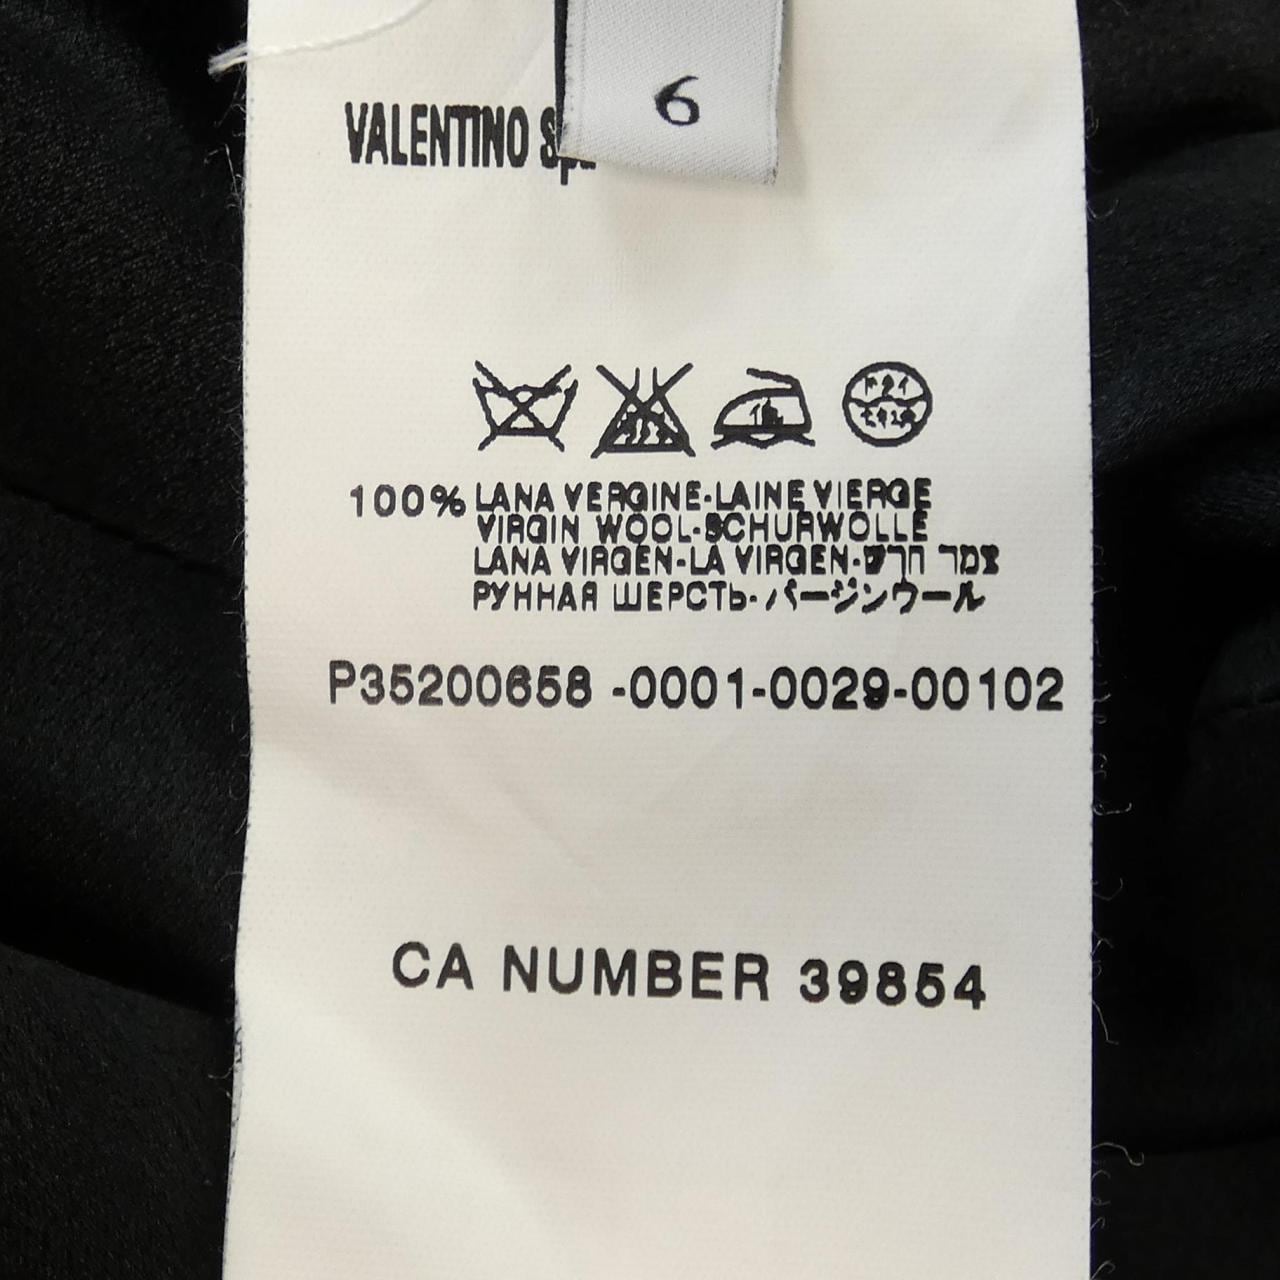 6
VALENTINO Spa
100% LANA VERGINE-LAINE VIERGE
VIRGIN WOOL-SCHURWOLLE
LANA VIRGEN-LA VIRGEN-צמר חדש
РУННАЯ ШЕРСТЬ-バージンウール
P35200658 -0001-0029-00102
CA NUMBER 39854